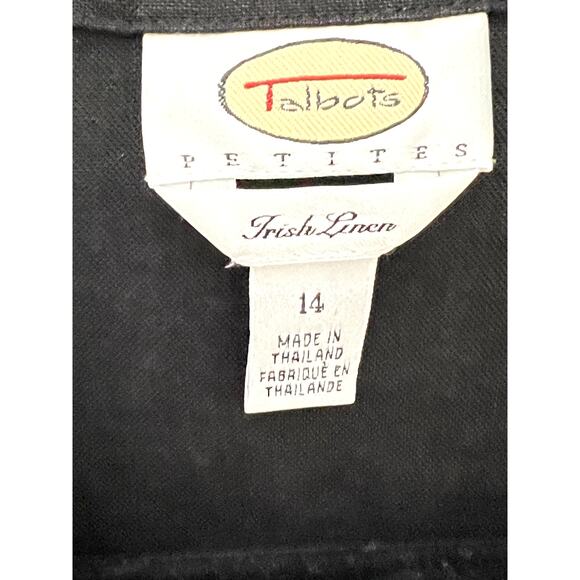 Talbots
PETITES
Irish Linen
14
MADE IN
THAILAND
FABRIQUÉ EN
THAILANDE